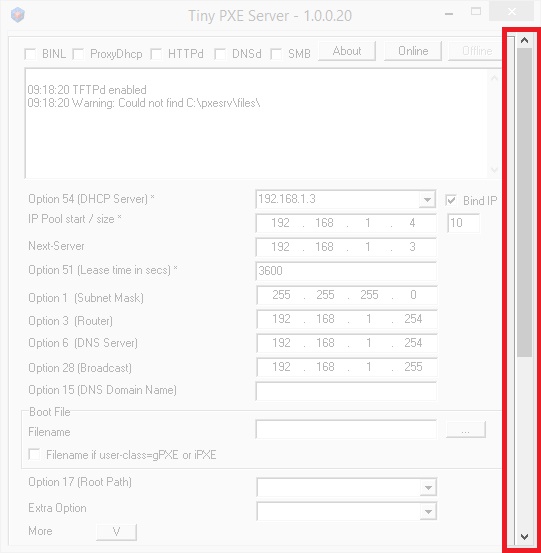 Tiny PXE Server - 1.0.0.20
BINL ProxyDhcp HTTPd DNSd SMB About Online Offline
09:18:20 TFTPd enabled
09:18:20 Warning: Could not find C:\pxesrv\files\
Option 54 (DHCP Server) * 192.168.1.3 Bind IP
IP Pool start / size * 192 . 168 . 1 . 4 10
Next-Server 192 . 168 . 1 . 3
Option 51 (Lease time in secs) * 3600
Option 1 (Subnet Mask) 255 . 255 . 255 . 0
Option 3 (Router) 192 . 168 . 1 . 254
Option 6 (DNS Server) 192 . 168 . 1 . 254
Option 28 (Broadcast) 192 . 168 . 1 . 255
Option 15 (DNS Domain Name)
Boot File
Filename ...
Filename if user-class=gPXE or iPXE
Option 17 (Root Path)
Extra Option
More V